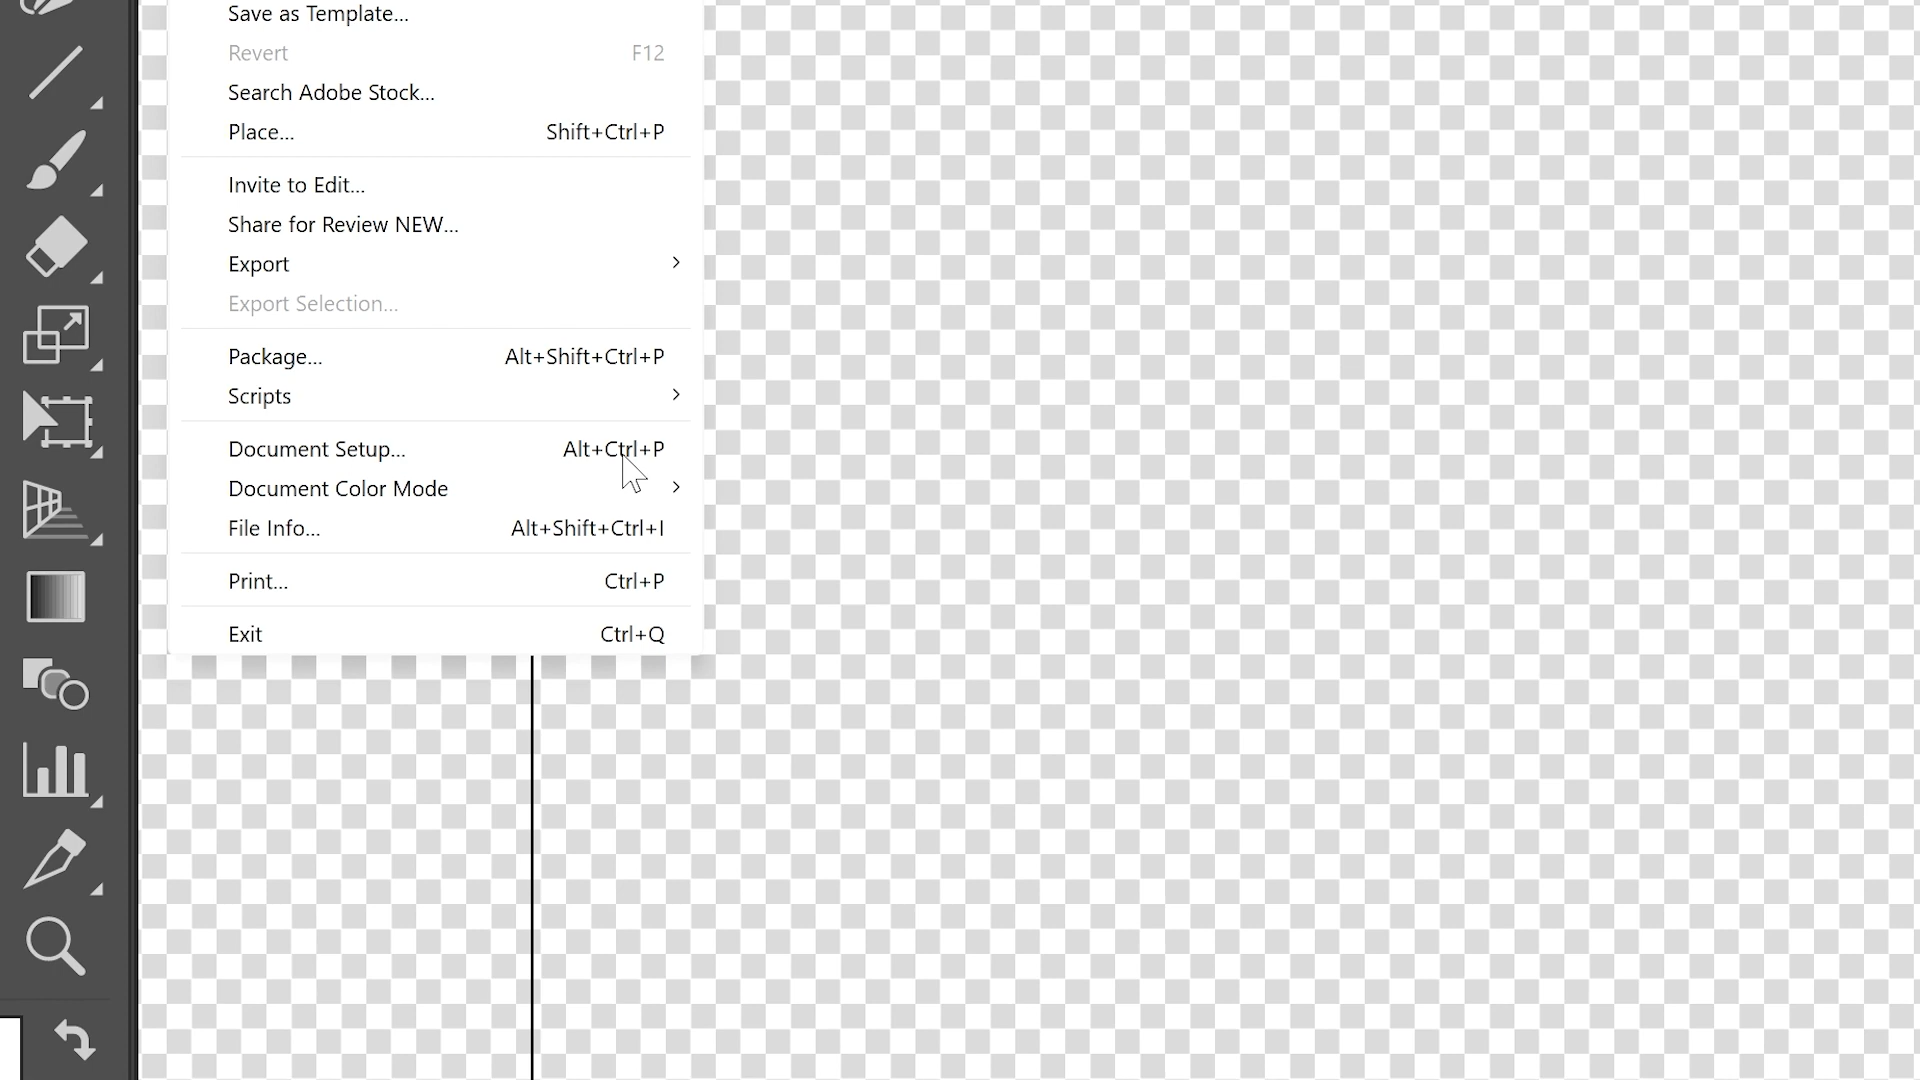 Save as Template...
Revert F12
Search Adobe Stock...
Place... Shift+Ctrl+P
Invite to Edit...
Share for Review NEW...
Export
Export Selection...
Package... Alt+Shift+Ctrl+P
Scripts
Document Setup... Alt+Ctrl+P
Document Color Mode
File Info... Alt+Shift+Ctrl+I
Print... Ctrl+P
Exit Ctrl+Q